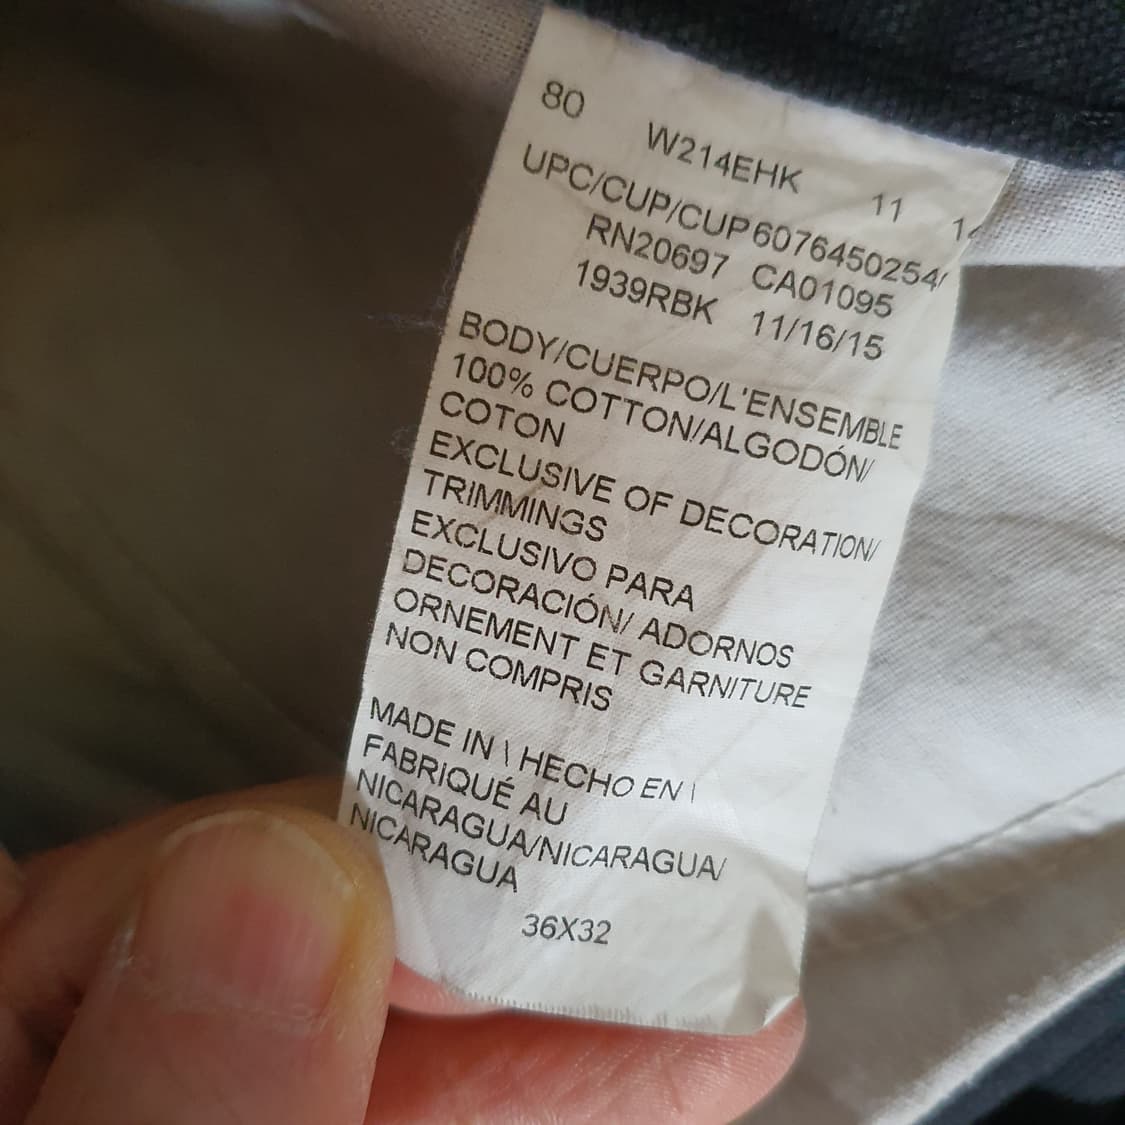 80 W214EHK 11
UPC/CUP/CUP6076450254
RN20697 CA01095
1939RBK 11/16/15
BODY/CUERPO/L'ENSEMBLE
100% COTTON/ALGODÓN/
COTON
EXCLUSIVE OF DECORATION/
TRIMMINGS
EXCLUSIVO PARA
DECORACIÓN/ ADORNOS
ORNEMENT ET GARNITURE
NON COMPRIS
MADE IN \ HECHO EN \
FABRIQUÉ AU
NICARAGUA/NICARAGUA/
NICARAGUA
36X32